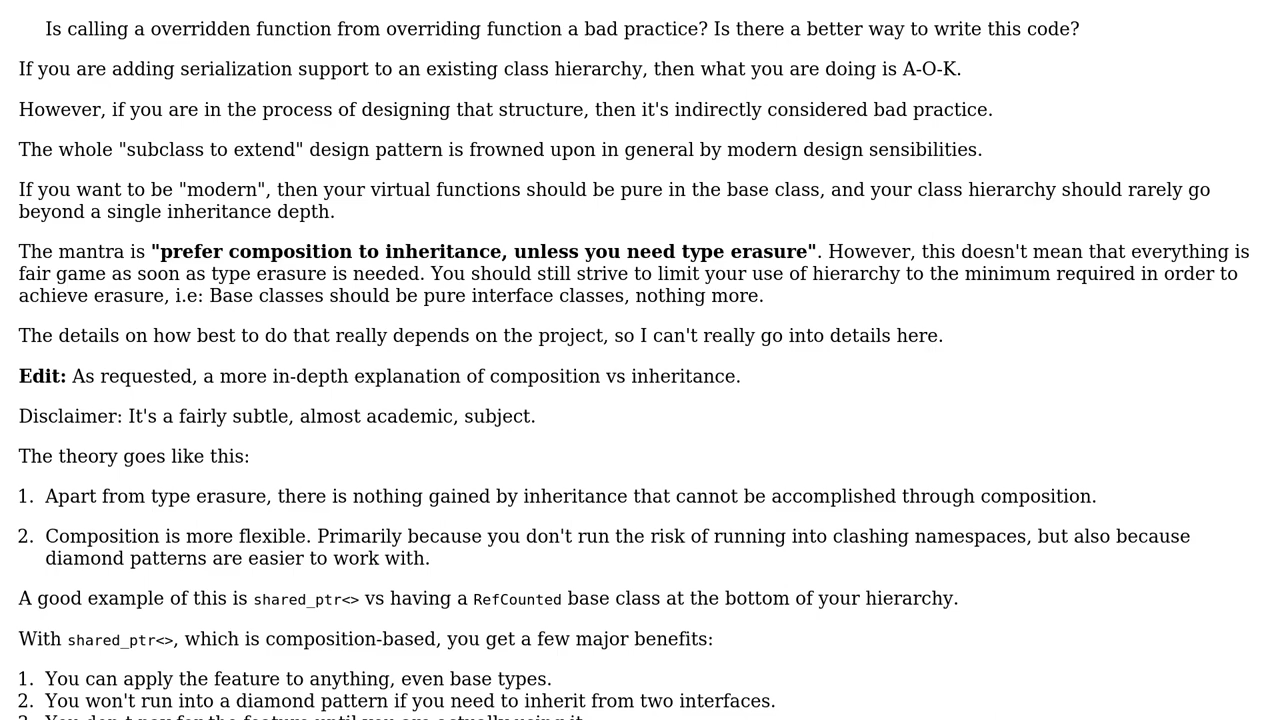 Is calling a overridden function from overriding function a bad practice? Is there a better way to write this code?
If you are adding serialization support to an existing class hierarchy, then what you are doing is A-O-K.
However, if you are in the process of designing that structure, then it's indirectly considered bad practice.
The whole "subclass to extend" design pattern is frowned upon in general by modern design sensibilities.
If you want to be "modern", then your virtual functions should be pure in the base class, and your class hierarchy should rarely go
beyond a single inheritance depth.
The mantra is "prefer composition to inheritance, unless you need type erasure". However, this doesn't mean that everything is
fair game as soon as type erasure is needed. You should still strive to limit your use of hierarchy to the minimum required in order to
achieve erasure, i.e: Base classes should be pure interface classes, nothing more.
The details on how best to do that really depends on the project, so I can't really go into details here.
Edit: As requested, a more in-depth explanation of composition vs inheritance.
Disclaimer: It's a fairly subtle, almost academic, subject.
The theory goes like this:
1. Apart from type erasure, there is nothing gained by inheritance that cannot be accomplished through composition.
2. Composition is more flexible. Primarily because you don't run the risk of running into clashing namespaces, but also because
diamond patterns are easier to work with.
A good example of this is shared_ptr<> vs having a RefCounted base class at the bottom of your hierarchy.
With shared_ptr<>, which is composition-based, you get a few major benefits:
1. You can apply the feature to anything, even base types.
2. You won't run into a diamond pattern if you need to inherit from two interfaces.
3. You don't pay for the feature until you are actually using it.